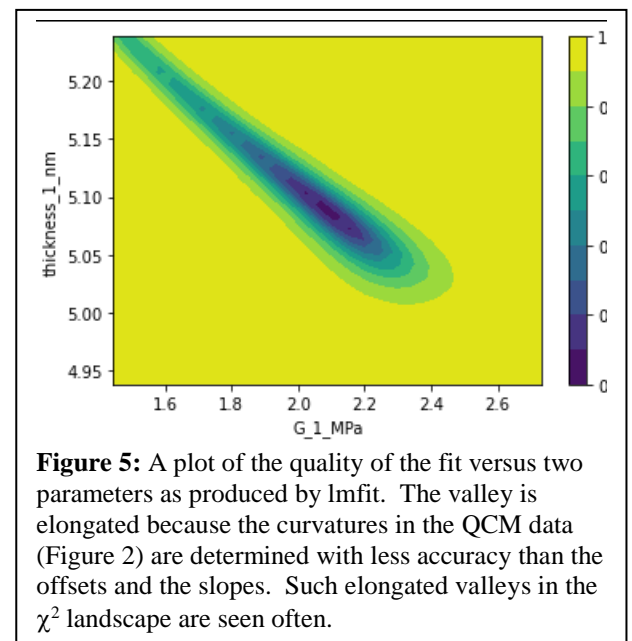 1
5.20
0
5.15
0
5.10
0
5.05
0
5.00
0
4.95
0
thickness_1_nm
1.6 1.8 2.0 2.2 2.4 2.6
G_1_MPa
Figure 5: A plot of the quality of the fit versus two
parameters as produced by lmfit. The valley is
elongated because the curvatures in the QCM data
(Figure 2) are determined with less accuracy than the
offsets and the slopes. Such elongated valleys in the
χ² landscape are seen often.